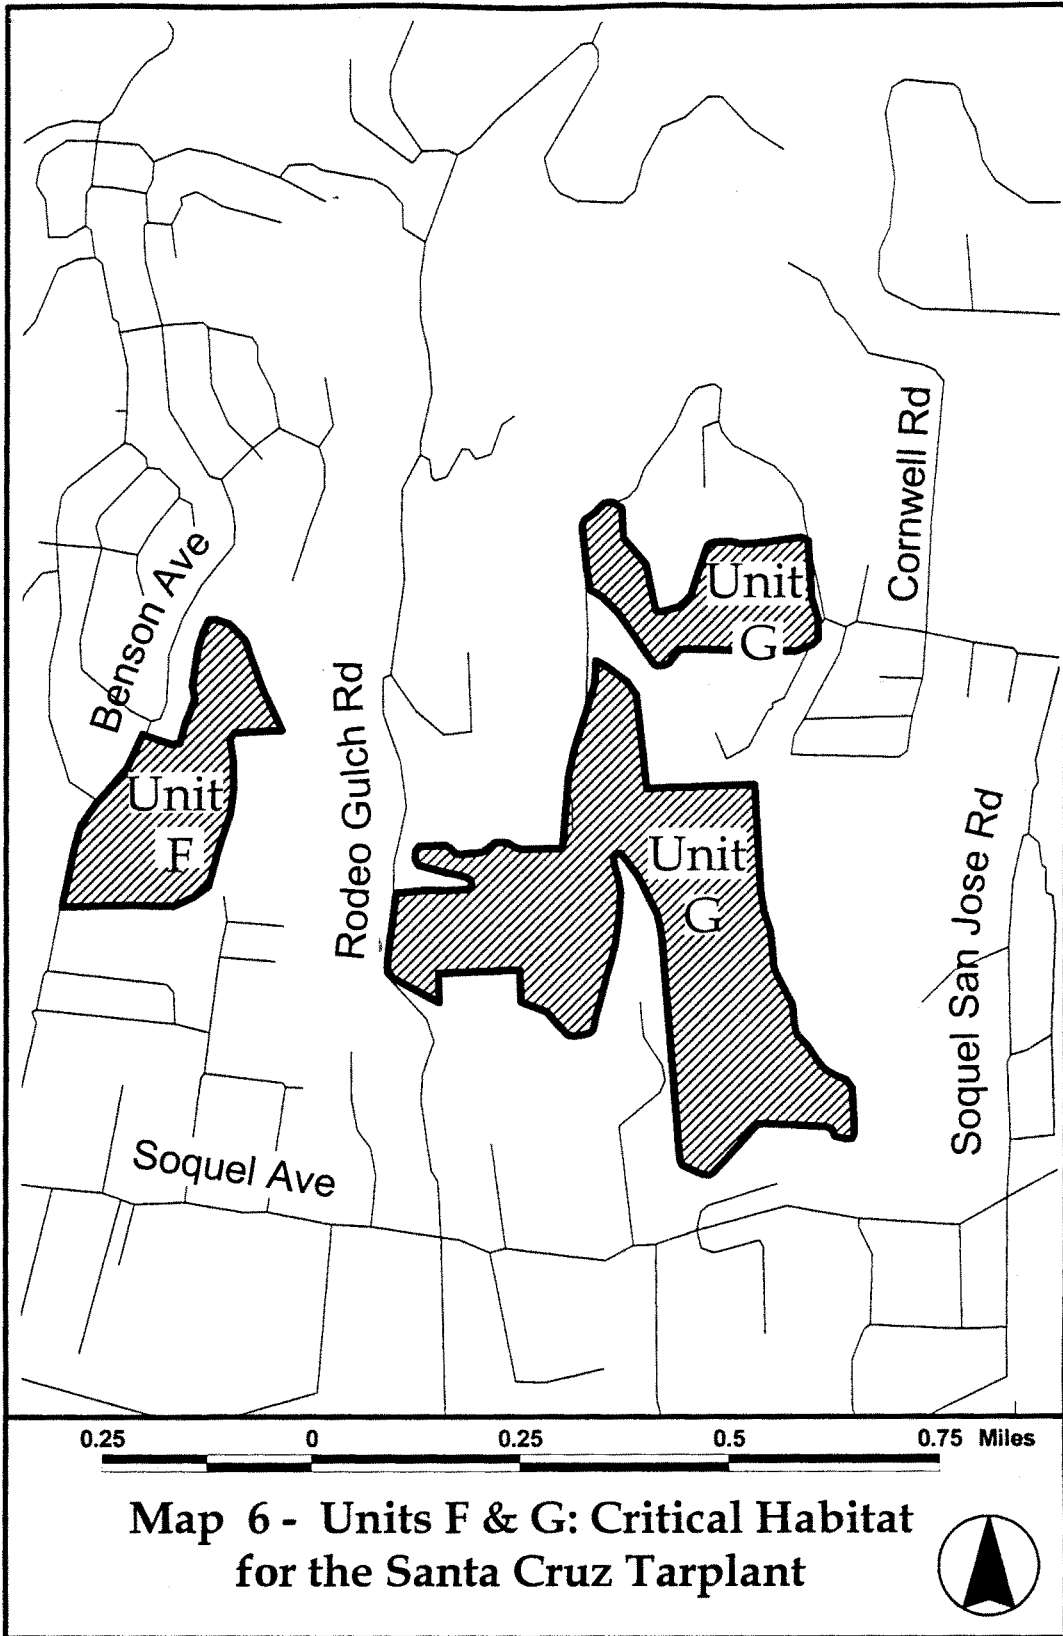 Cornwell Rd
Benson Ave
Unit
G
Rodeo Gulch Rd
Unit
F
Unit
G
Soquel San Jose Rd
Soquel Ave
0.25 0 0.25 0.5 0.75 Miles
Map 6 - Units F & G: Critical Habitat
for the Santa Cruz Tarplant